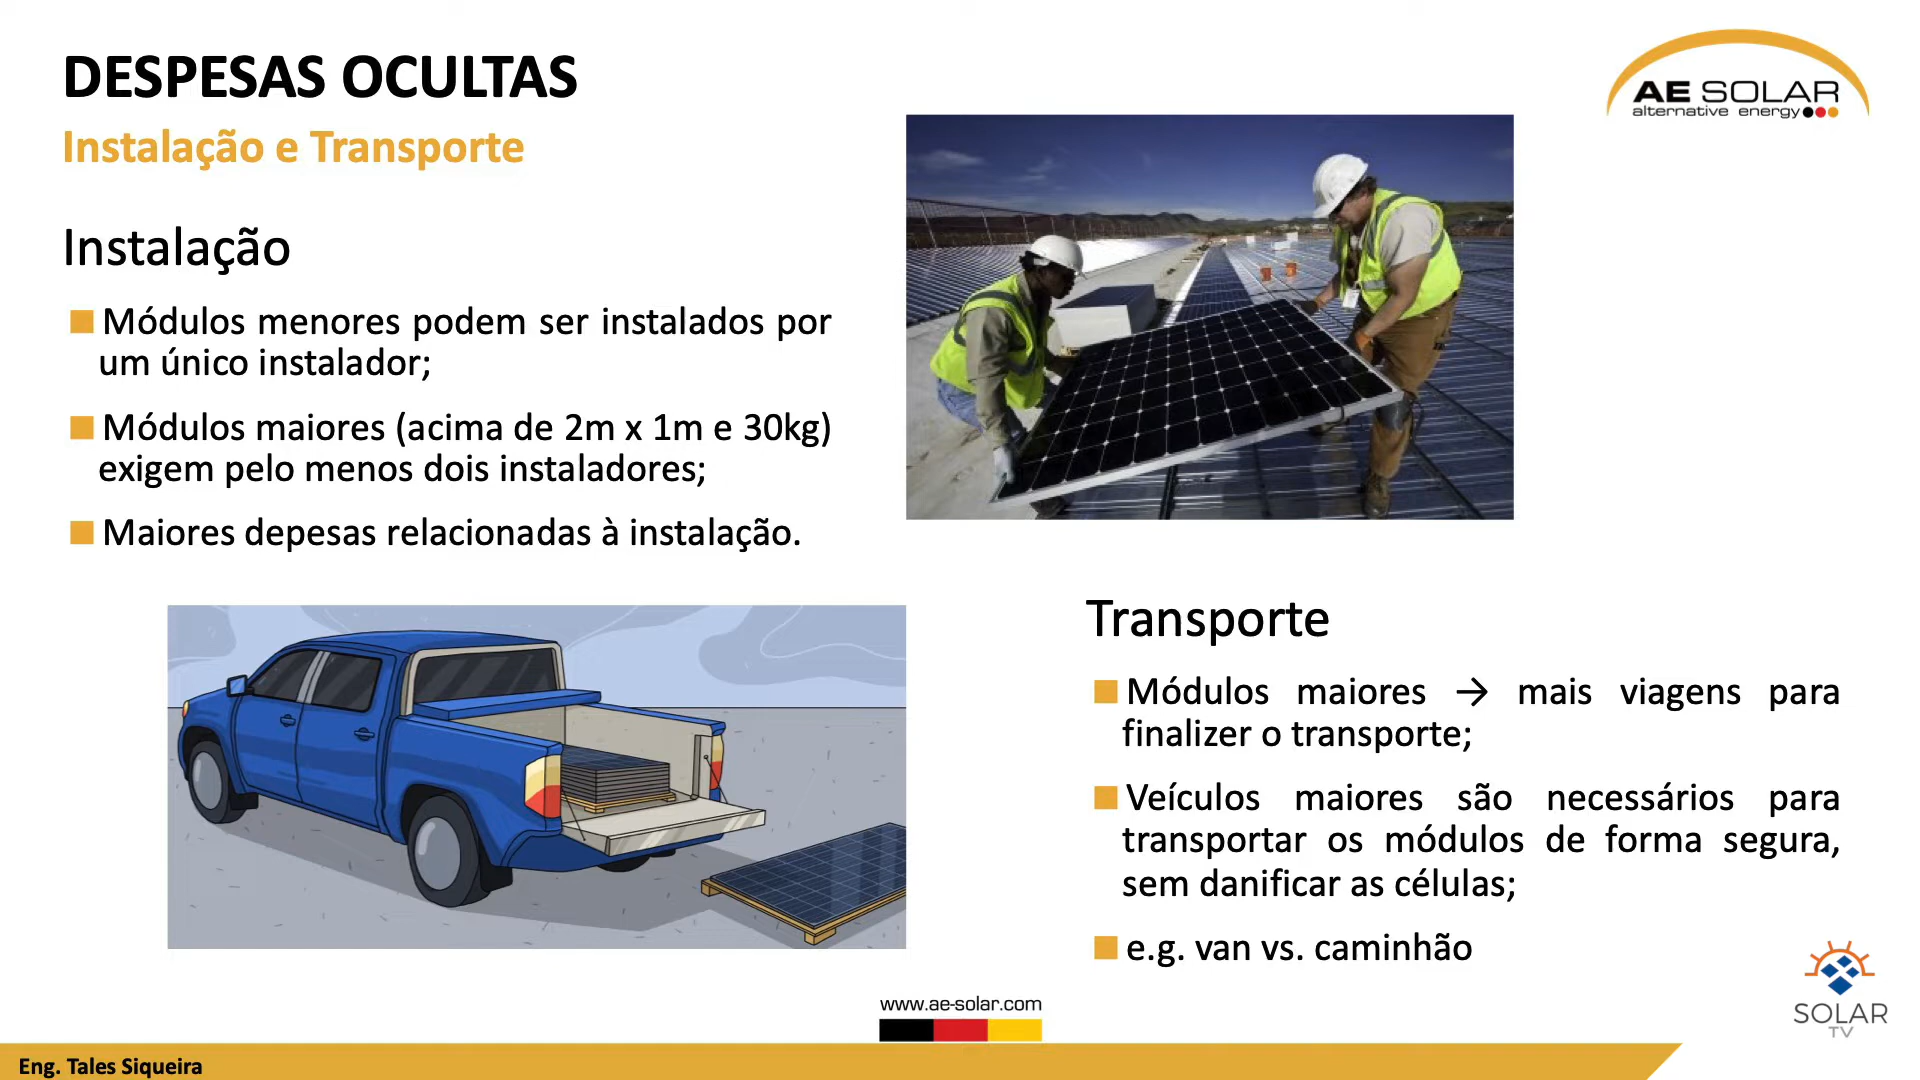 DESPESAS OCULTAS
Instalação e Transporte
AE SOLAR
alternative energy
Instalação
Módulos menores podem ser instalados por
um único instalador;
Módulos maiores (acima de 2m x 1m e 30kg)
exigem pelo menos dois instaladores;
Maiores depesas relacionadas à instalação.
Transporte
Módulos maiores → mais viagens para
finalizer o transporte;
Veículos maiores são necessários para
transportar os módulos de forma segura,
sem danificar as células;
e.g. van vs. caminhão
www.ae-solar.com
SOLAR
TV
Eng. Tales Siqueira